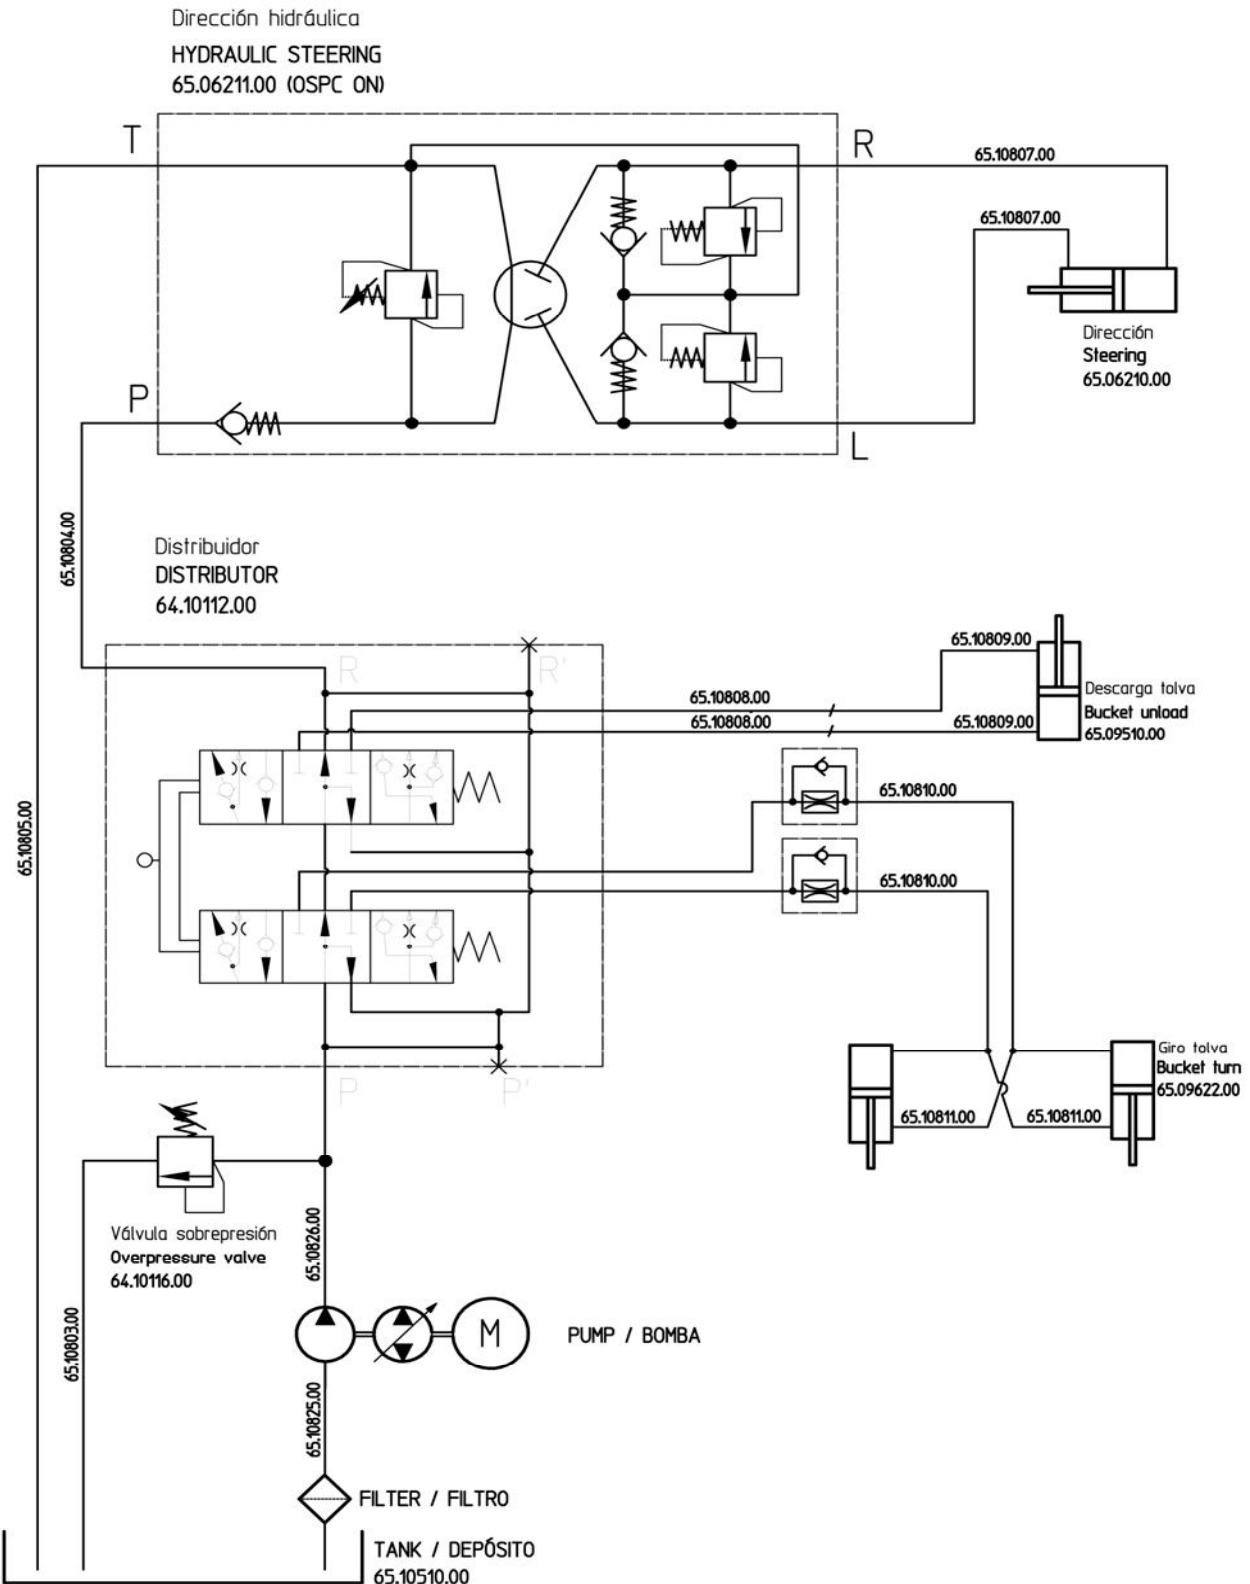 Dirección hidráulica
HYDRAULIC STEERING
65.06211.00 (OSPC ON)
T
R
65.10807.00
65.10807.00
Dirección
Steering
65.06210.00
P
L
65.10804.00
Distribuidor
DISTRIBUTOR
64.10112.00
R
R'
65.10809.00
65.10808.00
65.10808.00
65.10809.00
Descarga tolva
Bucket unload
65.09510.00
65.10810.00
65.10805.00
65.10810.00
Giro tolva
Bucket turn
65.09622.00
65.10811.00
65.10811.00
P
P'
Válvula sobrepresión
Overpressure valve
64.10116.00
65.10826.00
65.10803.00
M
PUMP / BOMBA
65.10825.00
FILTER / FILTRO
TANK / DEPÓSITO
65.10510.00